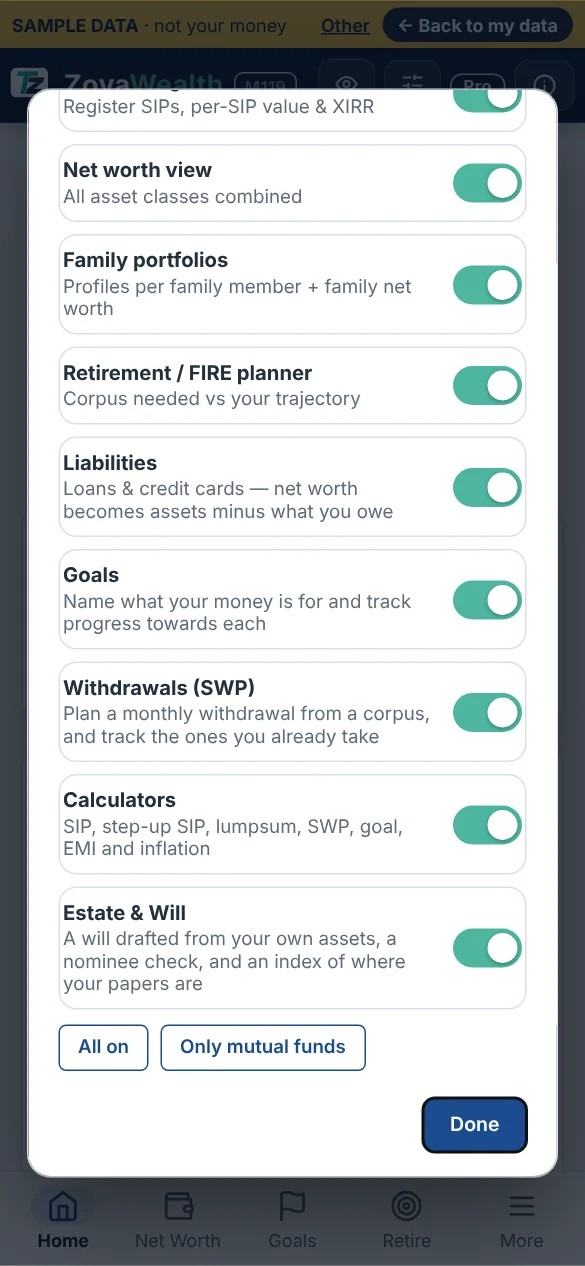 SAMPLE DATA · not your money Other ← Back to my data
TZ ZoyaWealth M119 Pro
Register SIPs, per-SIP value & XIRR
Net worth view
All asset classes combined
Family portfolios
Profiles per family member + family net
worth
Retirement / FIRE planner
Corpus needed vs your trajectory
Liabilities
Loans & credit cards — net worth
becomes assets minus what you owe
Goals
Name what your money is for and track
progress towards each
Withdrawals (SWP)
Plan a monthly withdrawal from a corpus,
and track the ones you already take
Calculators
SIP, step-up SIP, lumpsum, SWP, goal,
EMI and inflation
Estate & Will
A will drafted from your own assets, a
nominee check, and an index of where
your papers are
All on Only mutual funds
Done
Home Net Worth Goals Retire More